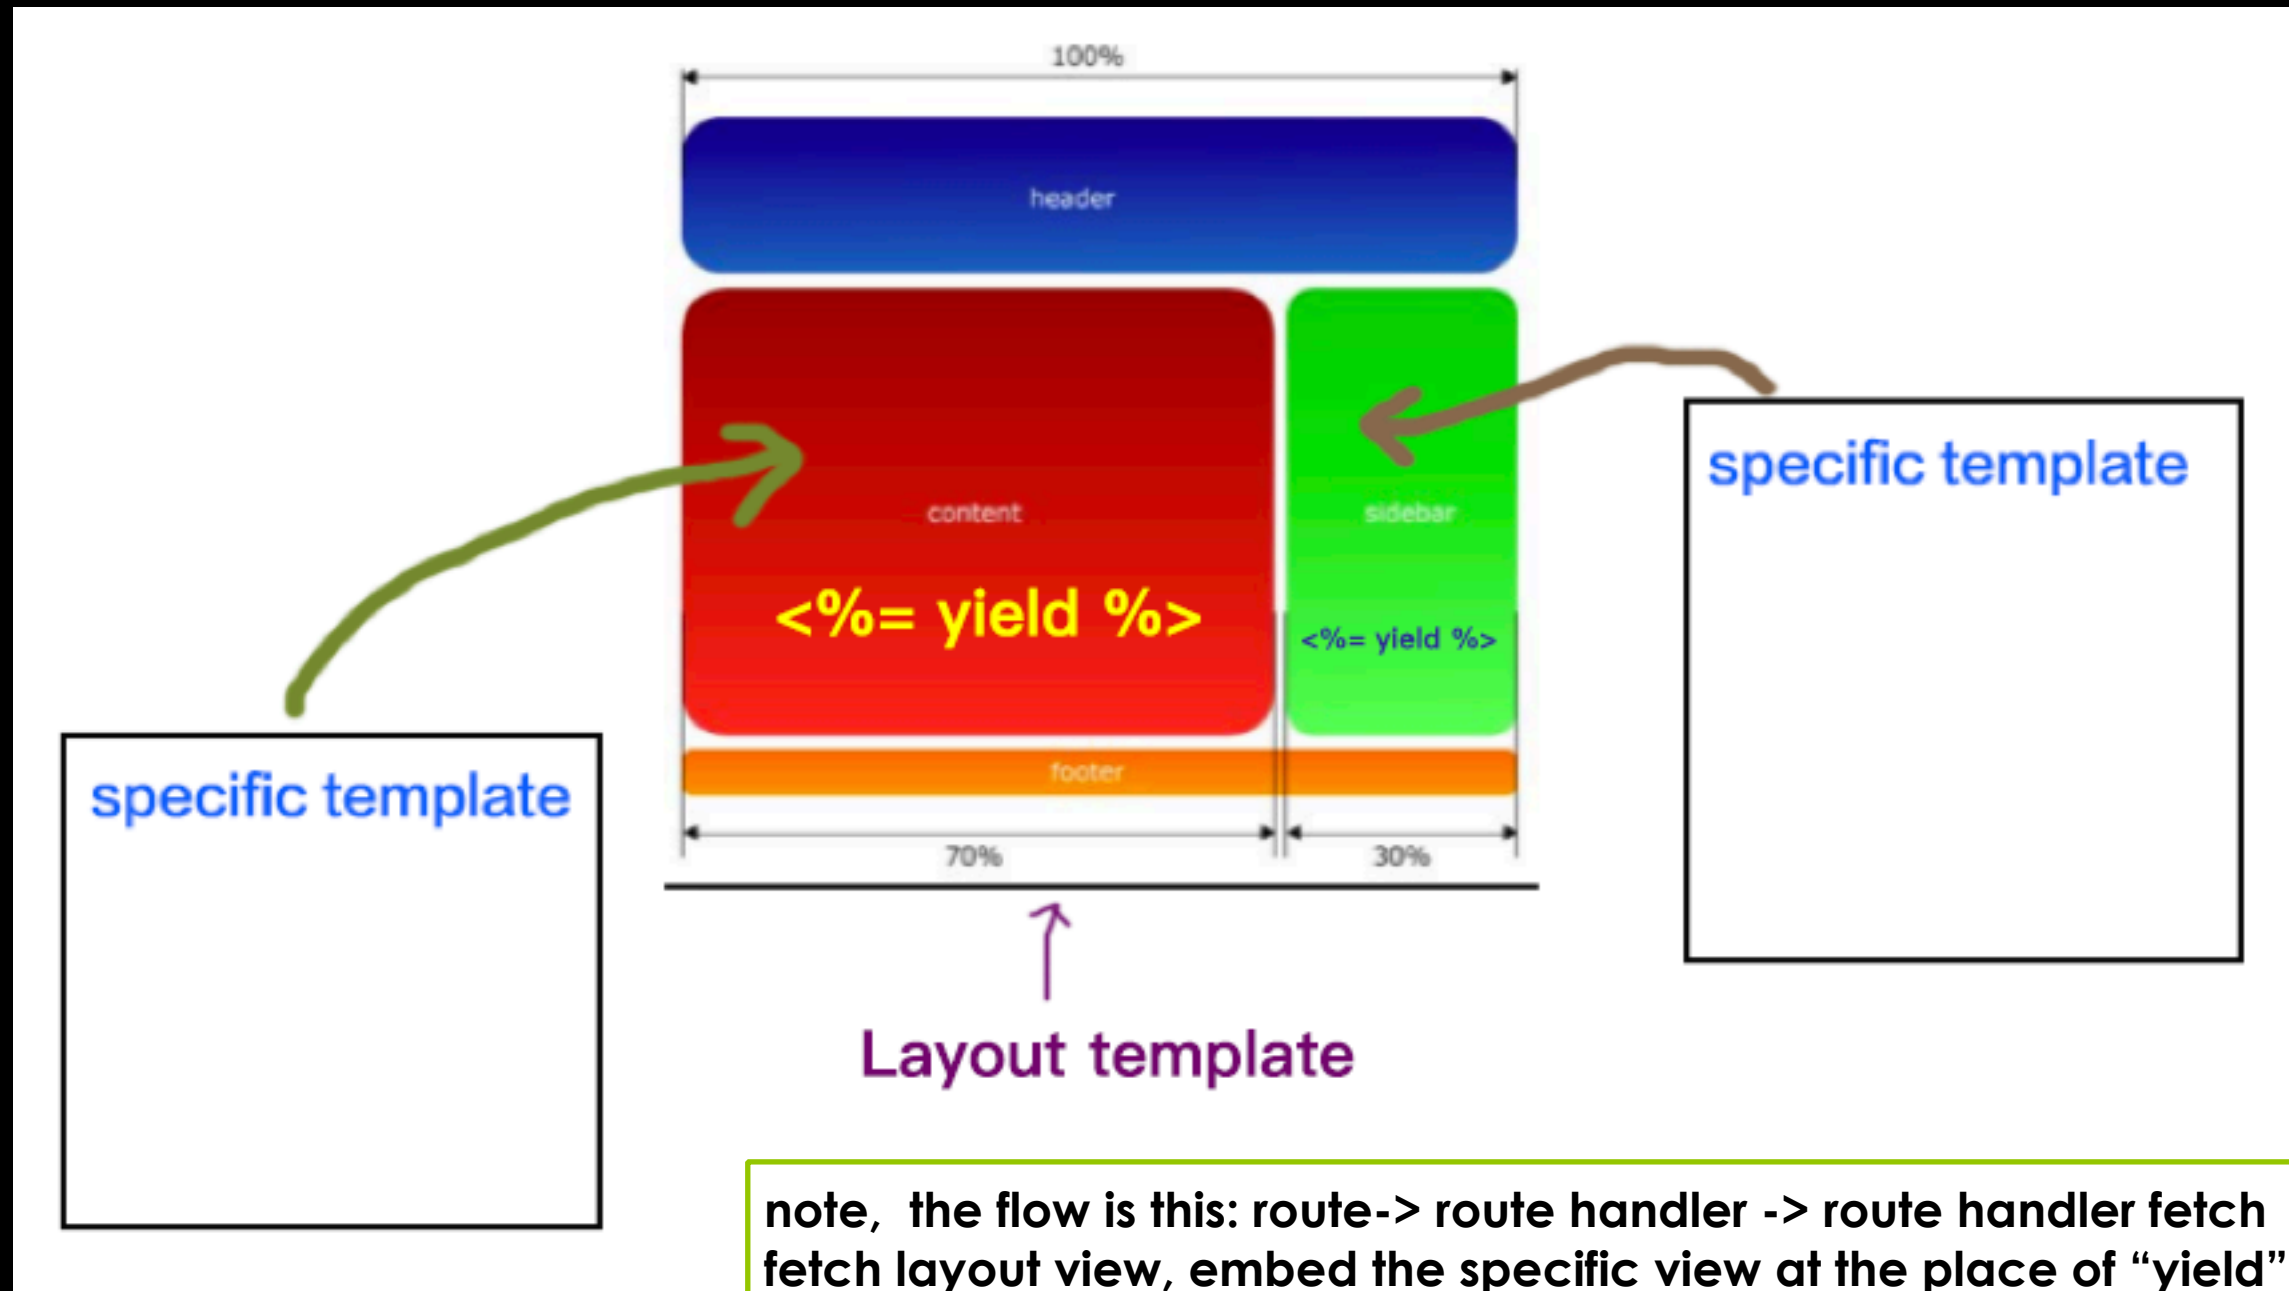 100%
header
content
sidebar
<%= yield %>
<%= yield %>
footer
70%
30%
specific template
specific template
Layout template
note, the flow is this: route-> route handler -> route handler fetch
fetch layout view, embed the specific view at the place of “yield”